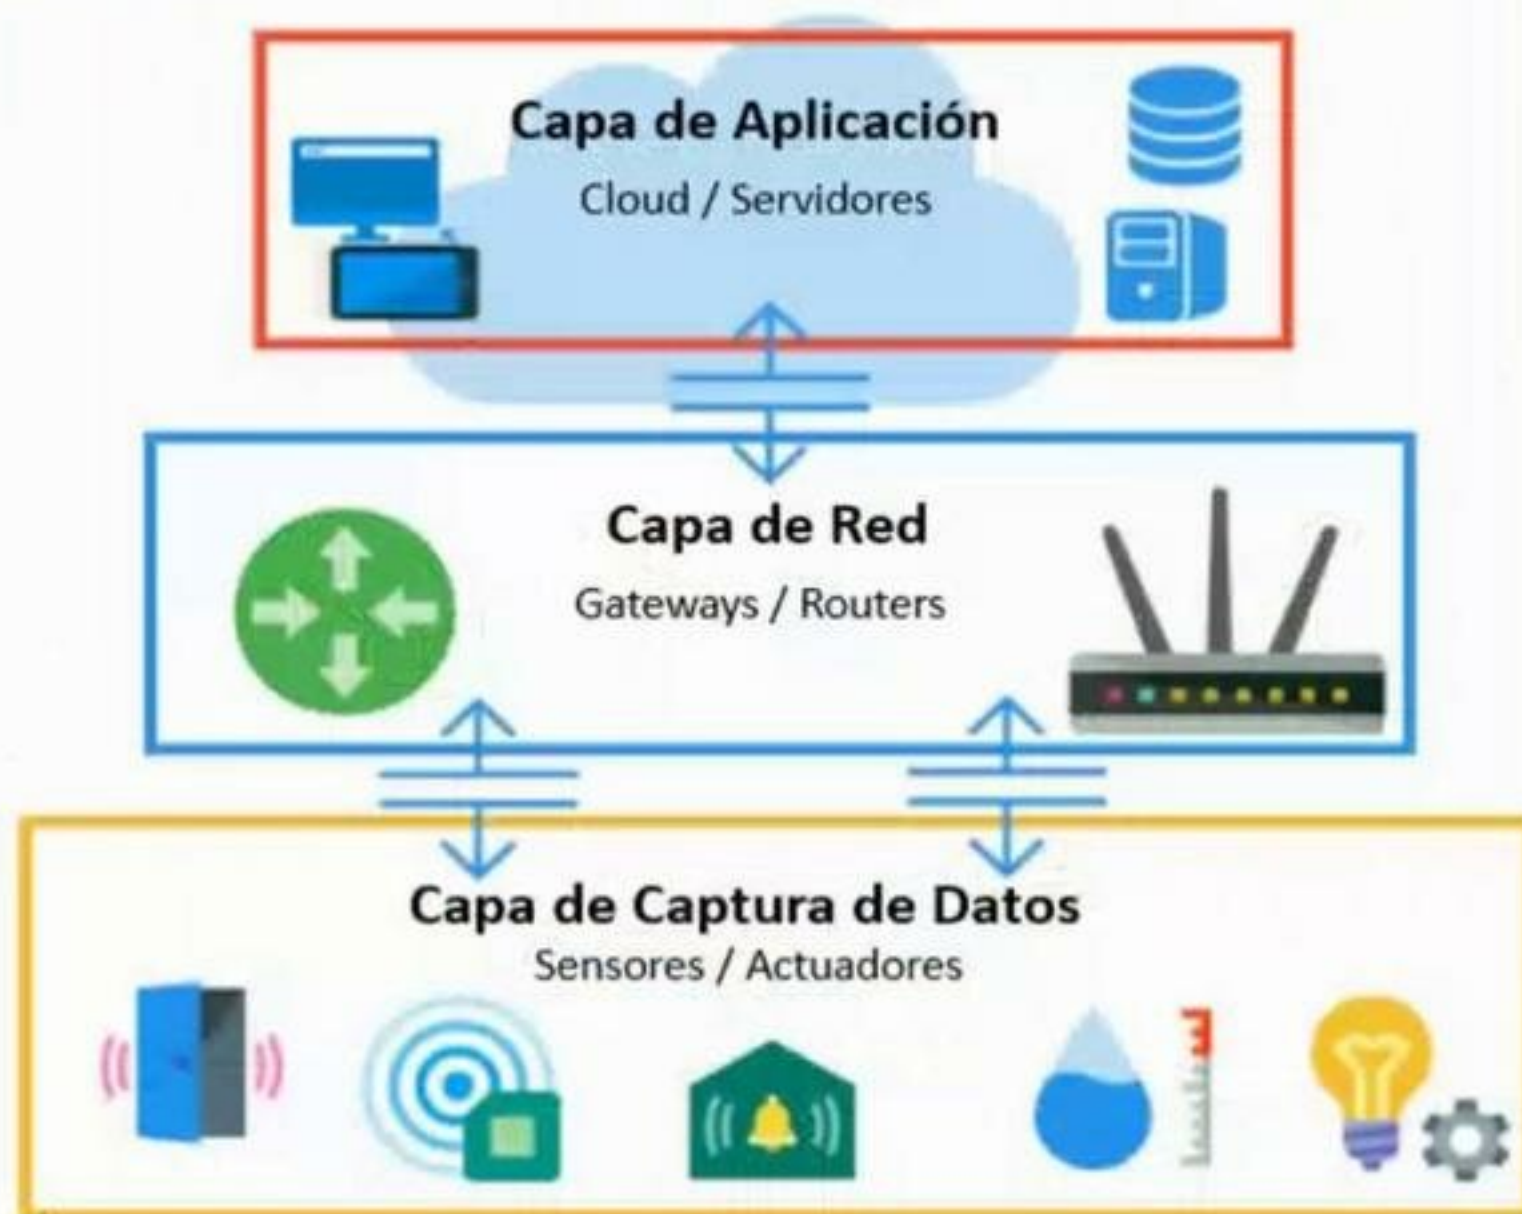 Capa de Aplicación
Cloud / Servidores
Capa de Red
Gateways / Routers
Capa de Captura de Datos
Sensores / Actuadores